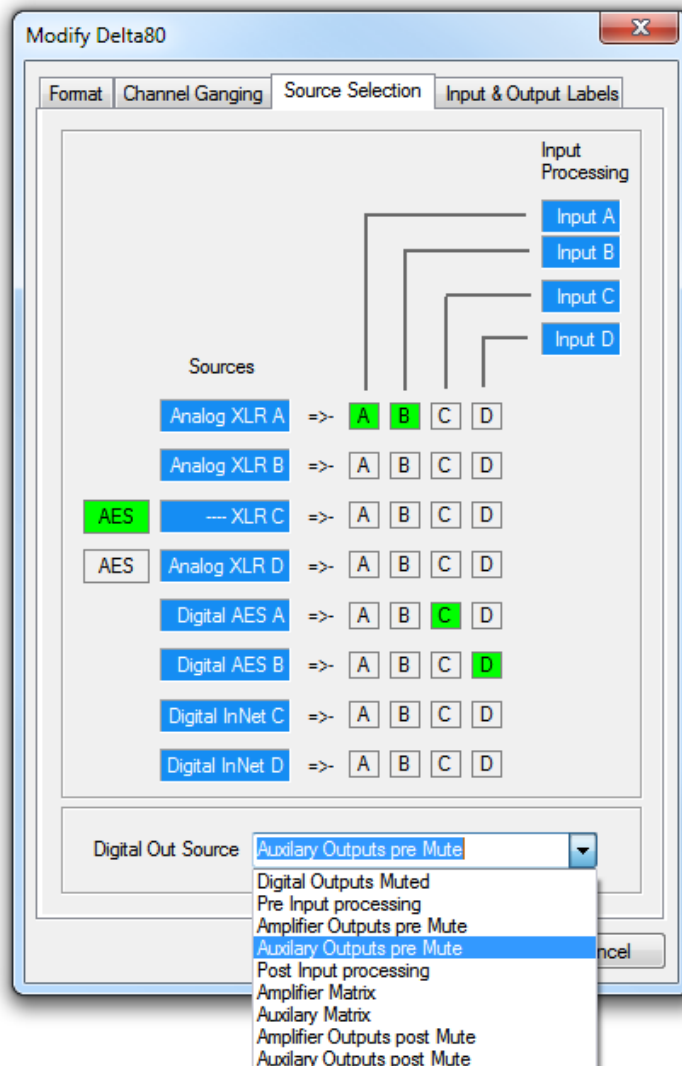 Modify Delta80
X
Format Channel Ganging Source Selection Input & Output Labels
Input
Processing
Input A
Input B
Input C
Input D
Sources
Analog XLR A =>- A B C D
Analog XLR B =>- A B C D
AES ---- XLR C =>- A B C D
AES Analog XLR D =>- A B C D
Digital AES A =>- A B C D
Digital AES B =>- A B C D
Digital InNet C =>- A B C D
Digital InNet D =>- A B C D
Digital Out Source Auxilary Outputs pre Mute
Digital Outputs Muted
Pre Input processing
Amplifier Outputs pre Mute
Auxilary Outputs pre Mute
ncel
Post Input processing
Amplifier Matrix
Auxilary Matrix
Amplifier Outputs post Mute
Auxilary Outputs post Mute